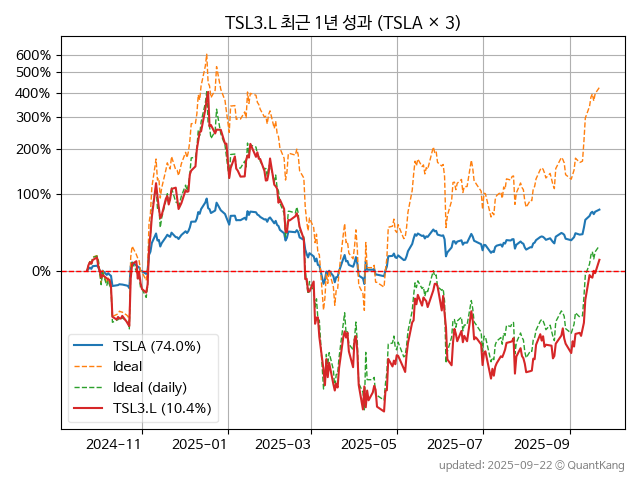 TSL3.L 최근 1년 성과 (TSLA × 3)
600%
500%
400%
300%
200%
100%
0%
TSLA (74.0%)
Ideal
Ideal (daily)
TSL3.L (10.4%)
2024-11
2025-01
2025-03
2025-05
2025-07
2025-09
updated: 2025-09-22 © QuantKang